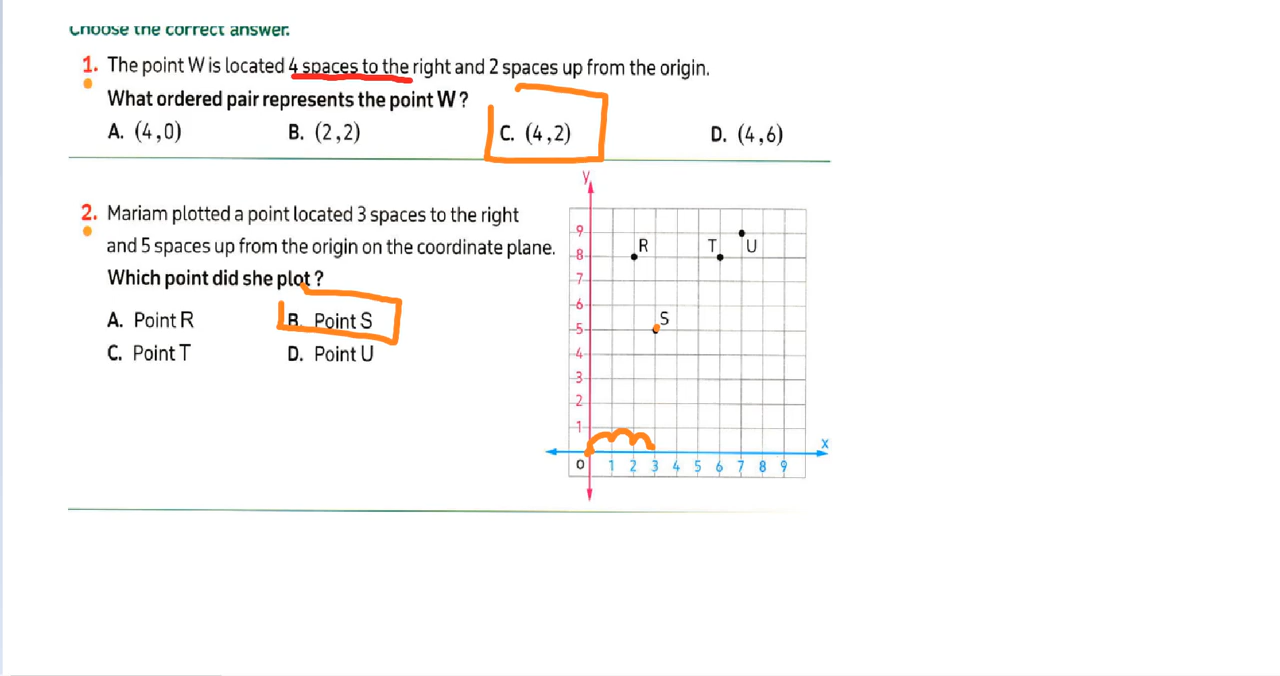 Choose the correct answer.
1. The point W is located 4 spaces to the right and 2 spaces up from the origin.
What ordered pair represents the point W?
A. (4,0) B. (2,2) C. (4,2) D. (4,6)
y
2. Mariam plotted a point located 3 spaces to the right
and 5 spaces up from the origin on the coordinate plane.
Which point did she plot?
A. Point R B. Point S
C. Point T D. Point U
9
R T U
8
7
6
S
5
4
3
2
1
x
0 1 2 3 4 5 6 7 8 9